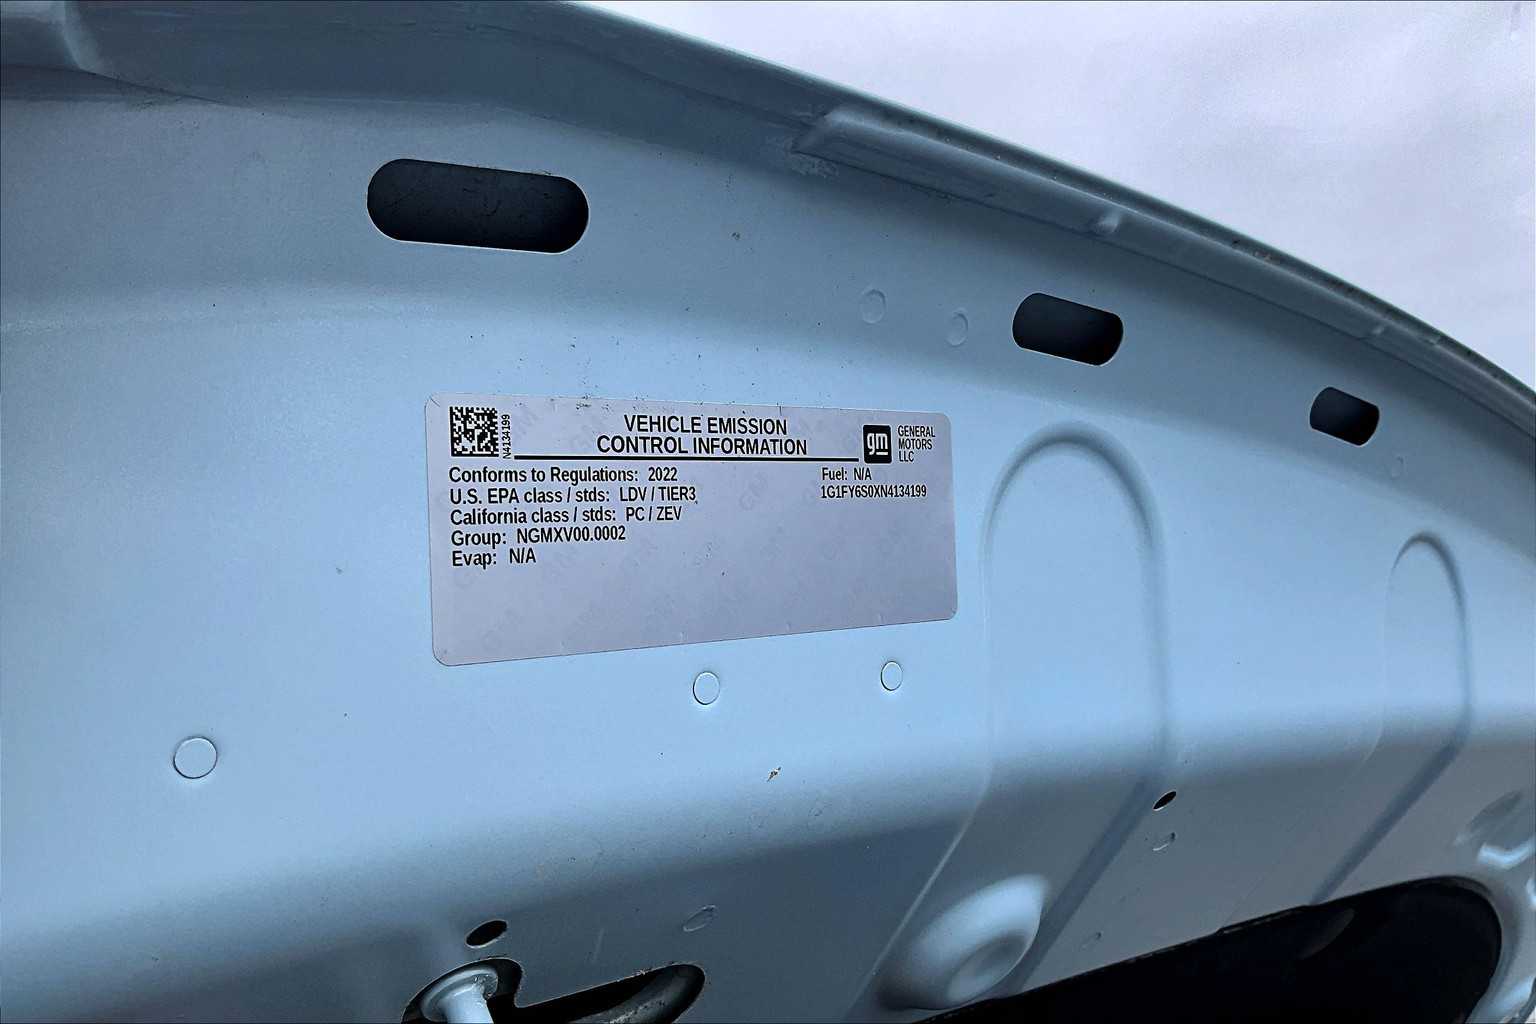 N4134199
VEHICLE EMISSION
CONTROL INFORMATION
gm
GENERAL
MOTORS
LLC
Conforms to Regulations: 2022
U.S. EPA class / stds: LDV / TIER3
California class / stds: PC / ZEV
Group: NGMXV00.0002
Evap: N/A
Fuel: N/A
1G1FY6S0XN4134199